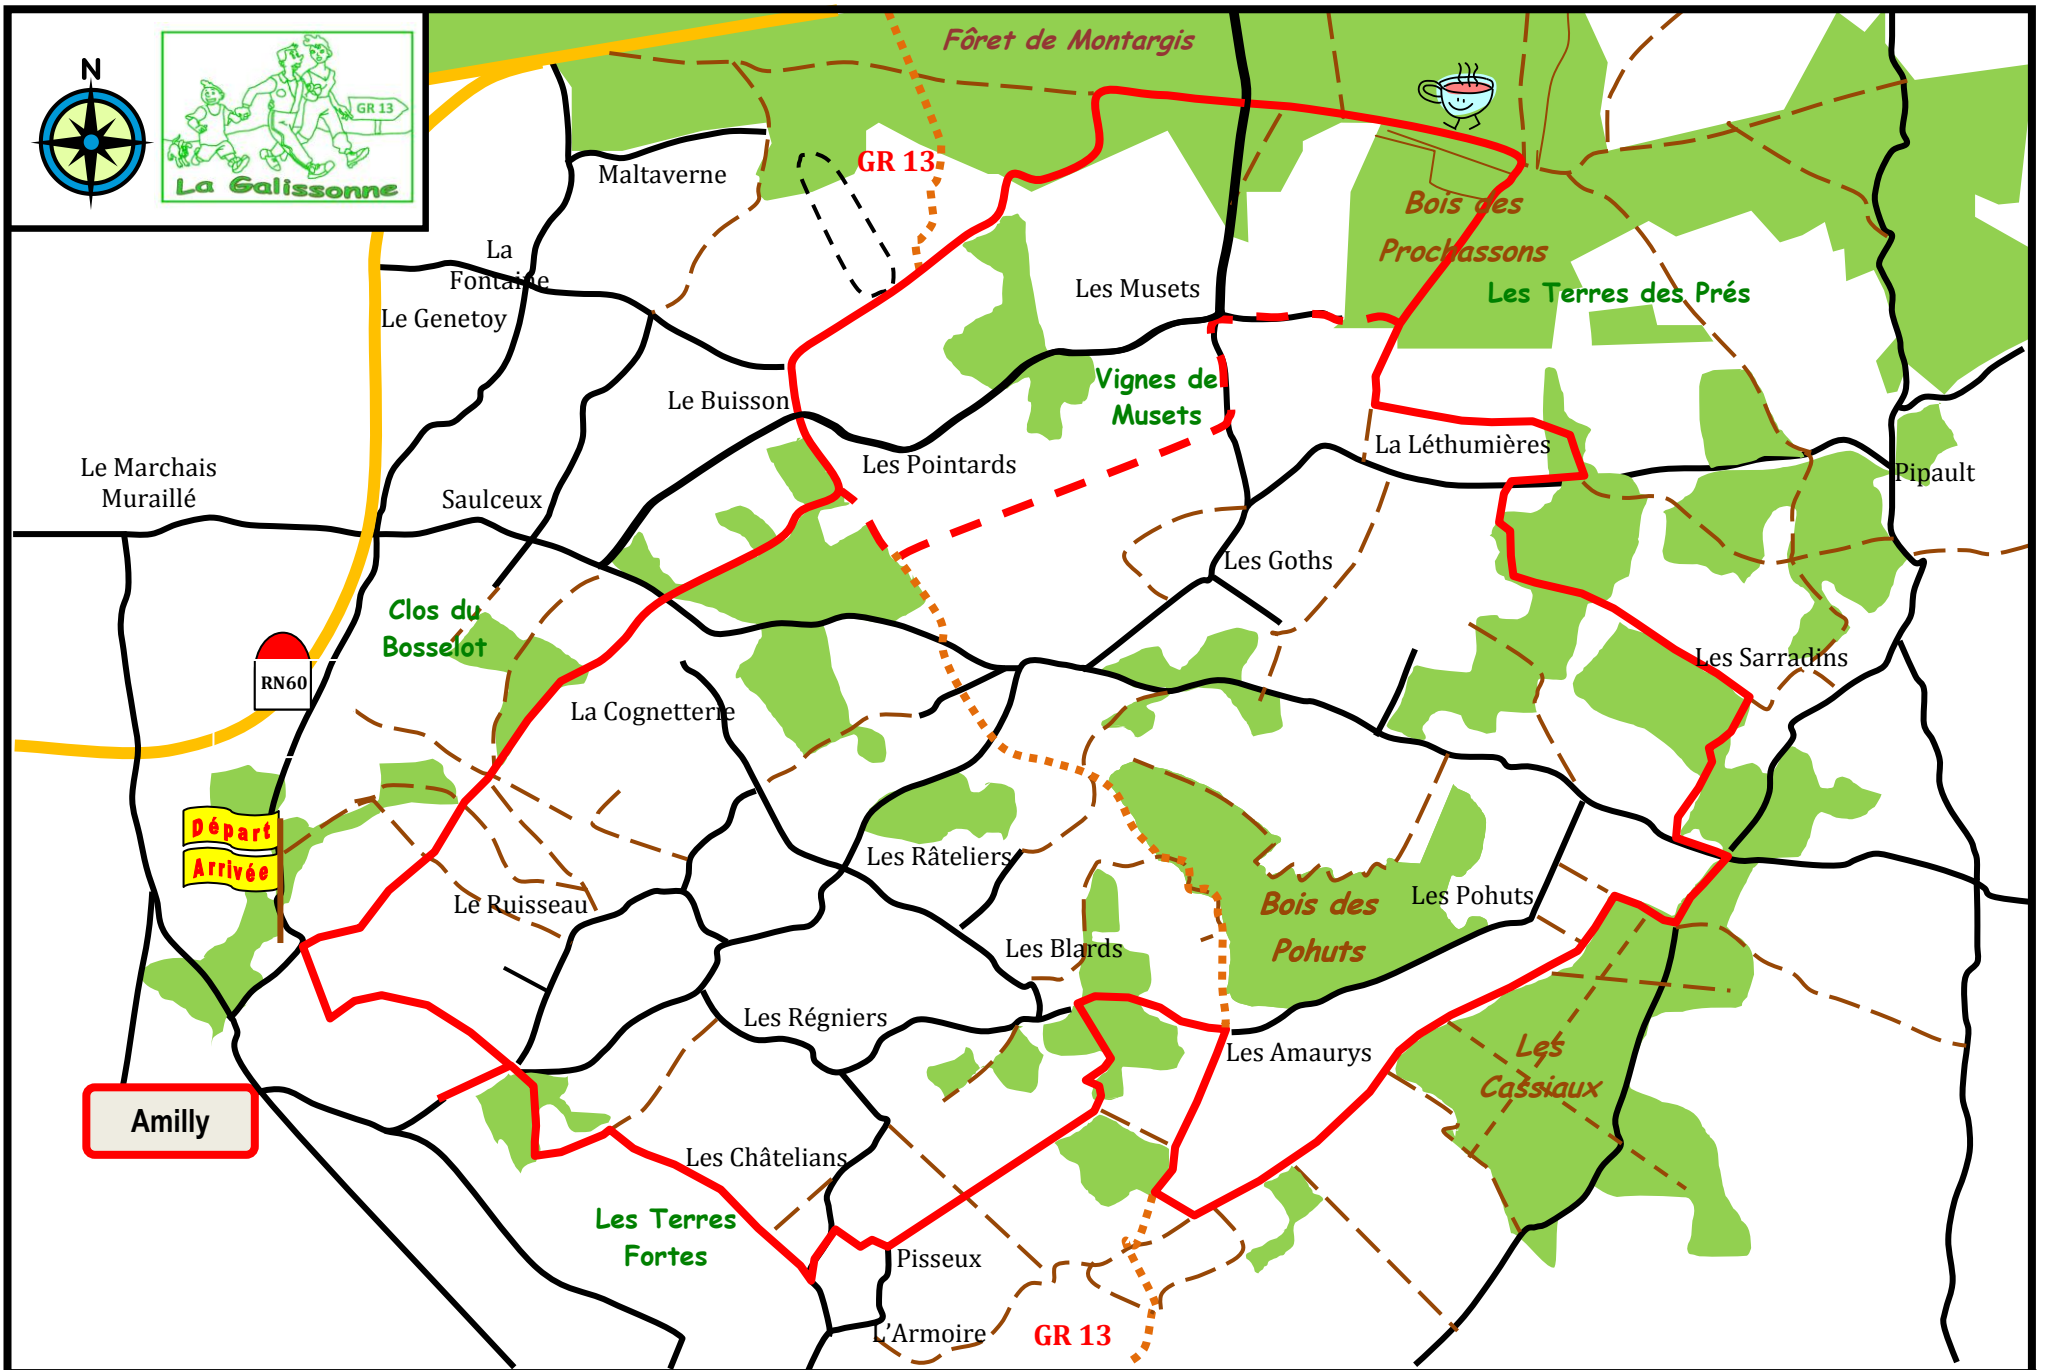 N
GR 13
La Galissonne
Fôret de Montargis
GR 13
Maltaverne
Bois des
Prochassons
La
Fontaine
Les Musets
Les Terres des Prés
Le Genetoy
Le Buisson
Vignes de
Musets
La Léthumières
Le Marchais
Muraillé
Saulceux
Les Pointards
Pipault
Les Goths
Clos du
Bosselot
Les Sarradins
RN60
La Cognetterie
Départ
Arrivée
Les Râteliers
Le Ruisseau
Bois des
Pohuts
Les Pohuts
Les Blards
Les Régniers
Les Amaurys
Les
Cassiaux
Amilly
Les Châtelians
Les Terres
Fortes
Pisseux
L'Armoire
GR 13